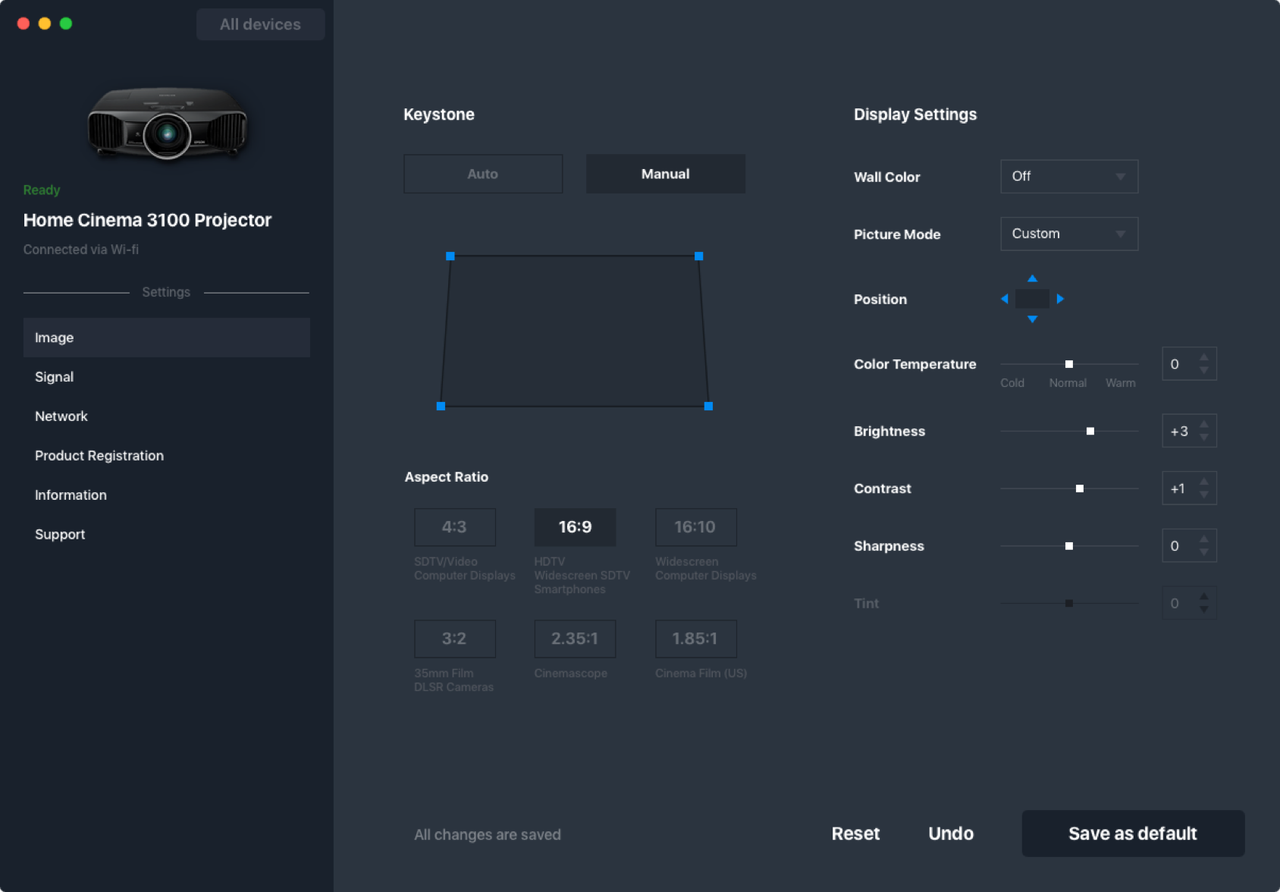 All devices
Ready
Home Cinema 3100 Projector
Connected via Wi-fi
Settings
Image
Signal
Network
Product Registration
Information
Support
Keystone
Auto
Manual
Aspect Ratio
4:3
SDTV/Video
Computer Displays
16:9
HDTV
Widescreen SDTV
Smartphones
16:10
Widescreen
Computer Displays
3:2
35mm Film
DLSR Cameras
2.35:1
Cinemascope
1.85:1
Cinema Film (US)
Display Settings
Wall Color
Off
Picture Mode
Custom
Position
Color Temperature
Cold
Normal
Warm
0
Brightness
+3
Contrast
+1
Sharpness
0
Tint
0
All changes are saved
Reset
Undo
Save as default